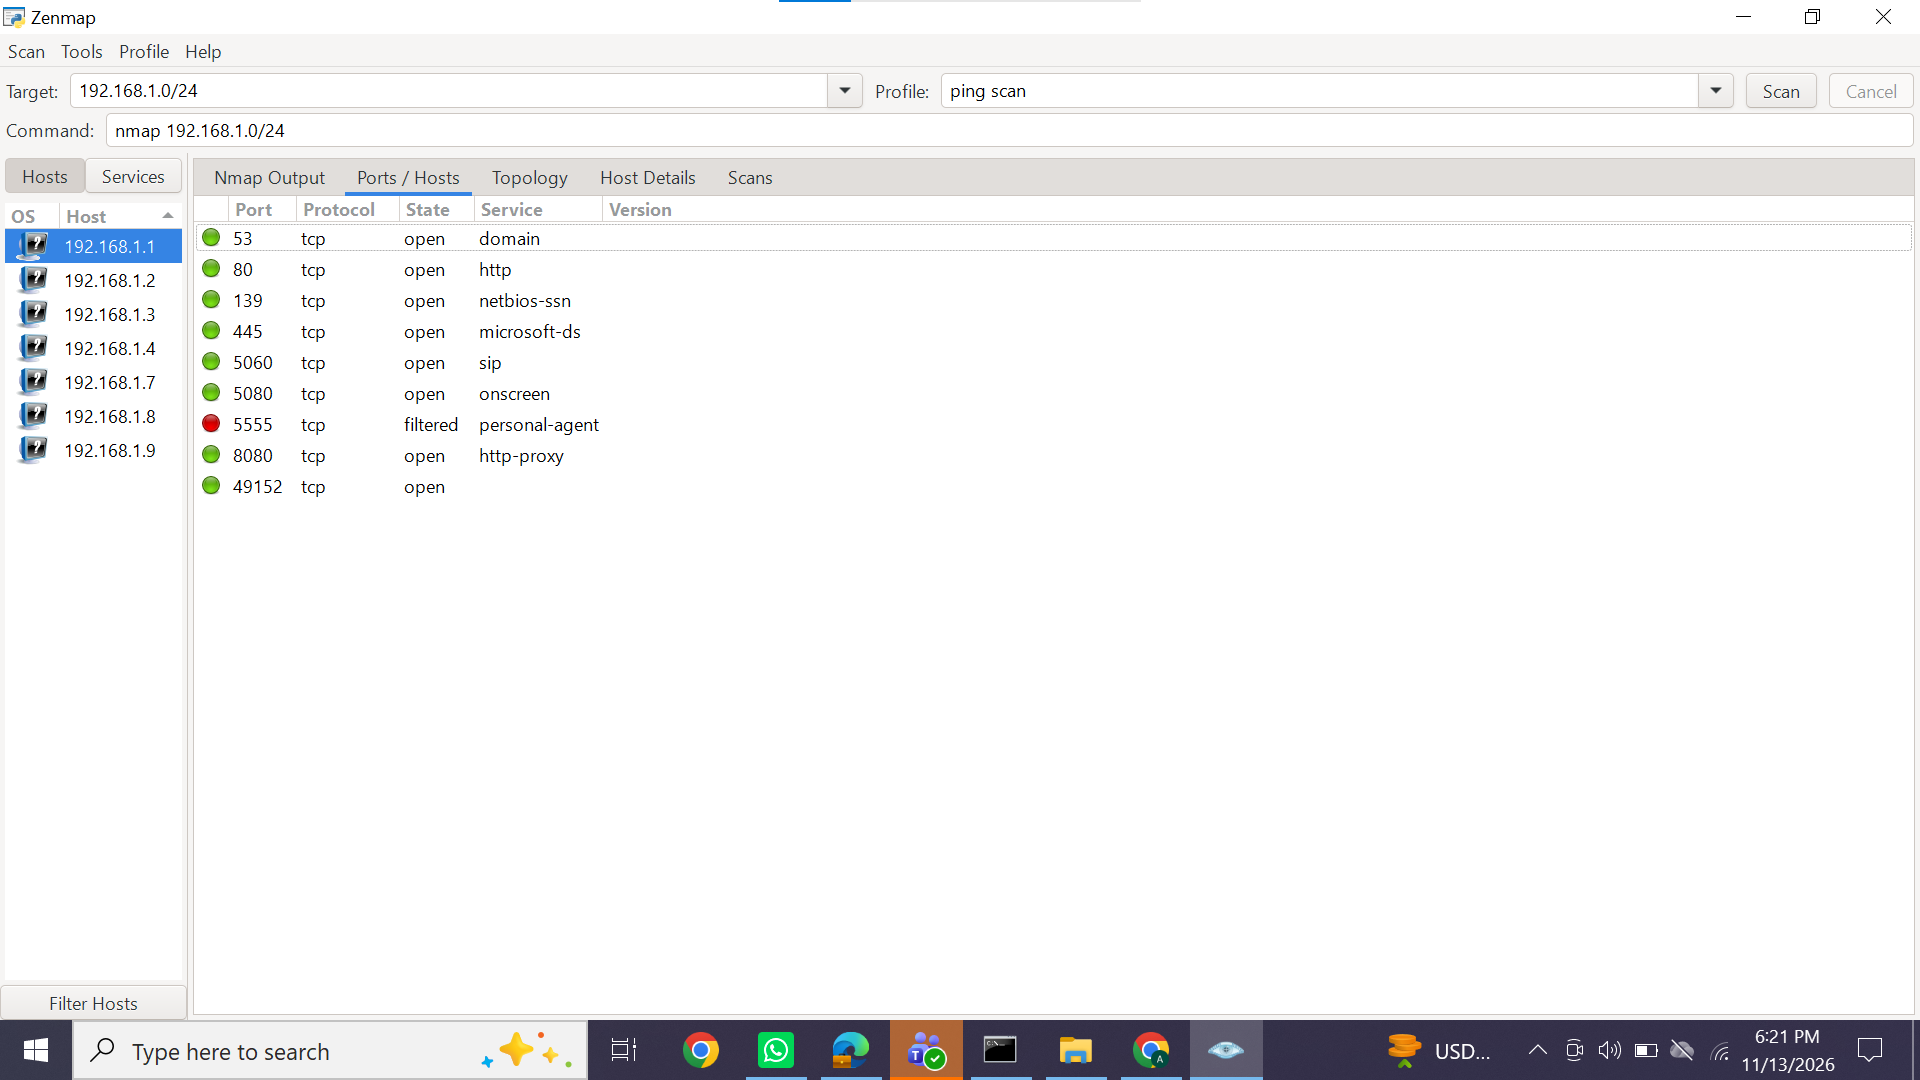 Zenmap
Scan Tools Profile Help
Target: 192.168.1.0/24 Profile: ping scan Scan Cancel
Command: nmap 192.168.1.0/24
Hosts Services
OS Host
192.168.1.1
192.168.1.2
192.168.1.3
192.168.1.4
192.168.1.7
192.168.1.8
192.168.1.9
Filter Hosts
Nmap Output Ports / Hosts Topology Host Details Scans
Port Protocol State Service Version
53 tcp open domain
80 tcp open http
139 tcp open netbios-ssn
445 tcp open microsoft-ds
5060 tcp open sip
5080 tcp open onscreen
5555 tcp filtered personal-agent
8080 tcp open http-proxy
49152 tcp open
Type here to search
USD...
6:21 PM
11/13/2026